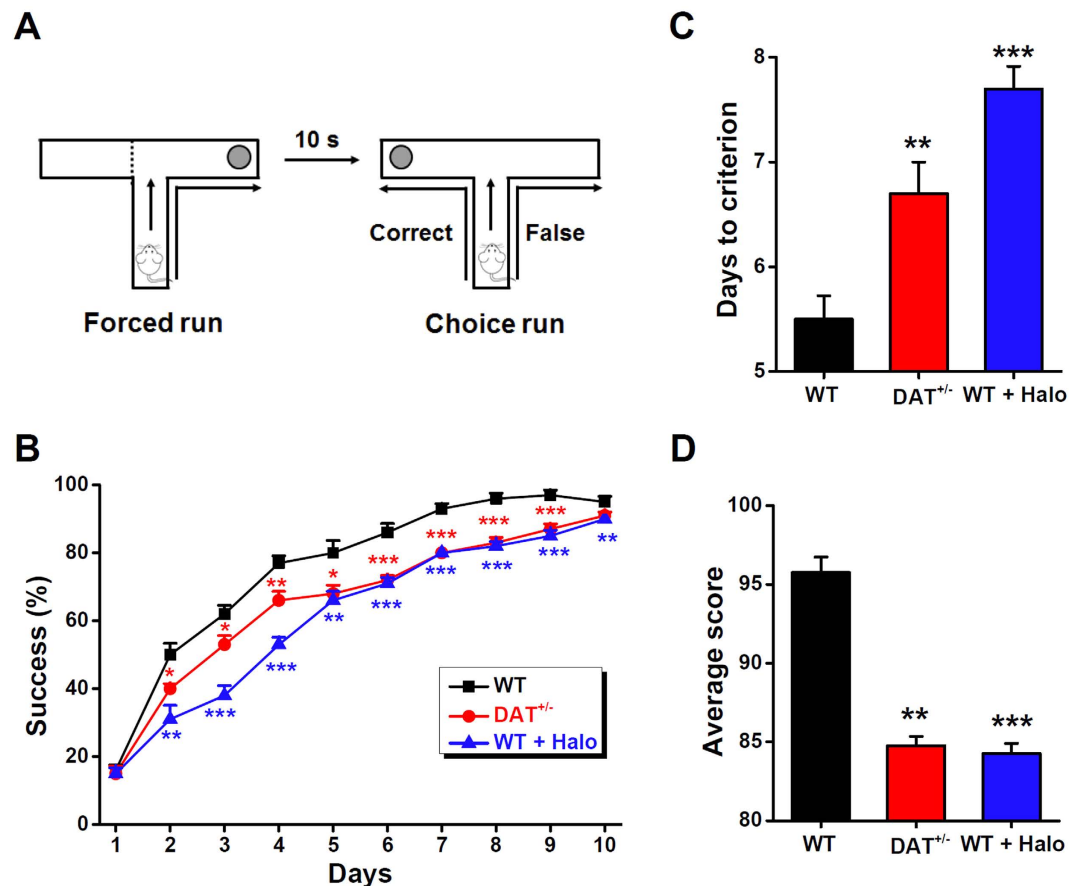 A
10 s
Correct
False
Forced run
Choice run
B
Success (%)
100
80
60
40
20
0
*
*
**
*
***
***
***
***
**
***
***
**
***
***
***
***
**
WT
DAT+/-
WT + Halo
1 2 3 4 5 6 7 8 9 10
Days
C
Days to criterion
8
7
6
5
**
***
WT DAT+/- WT + Halo
D
Average score
100
95
90
85
80
**
***
WT DAT+/- WT + Halo